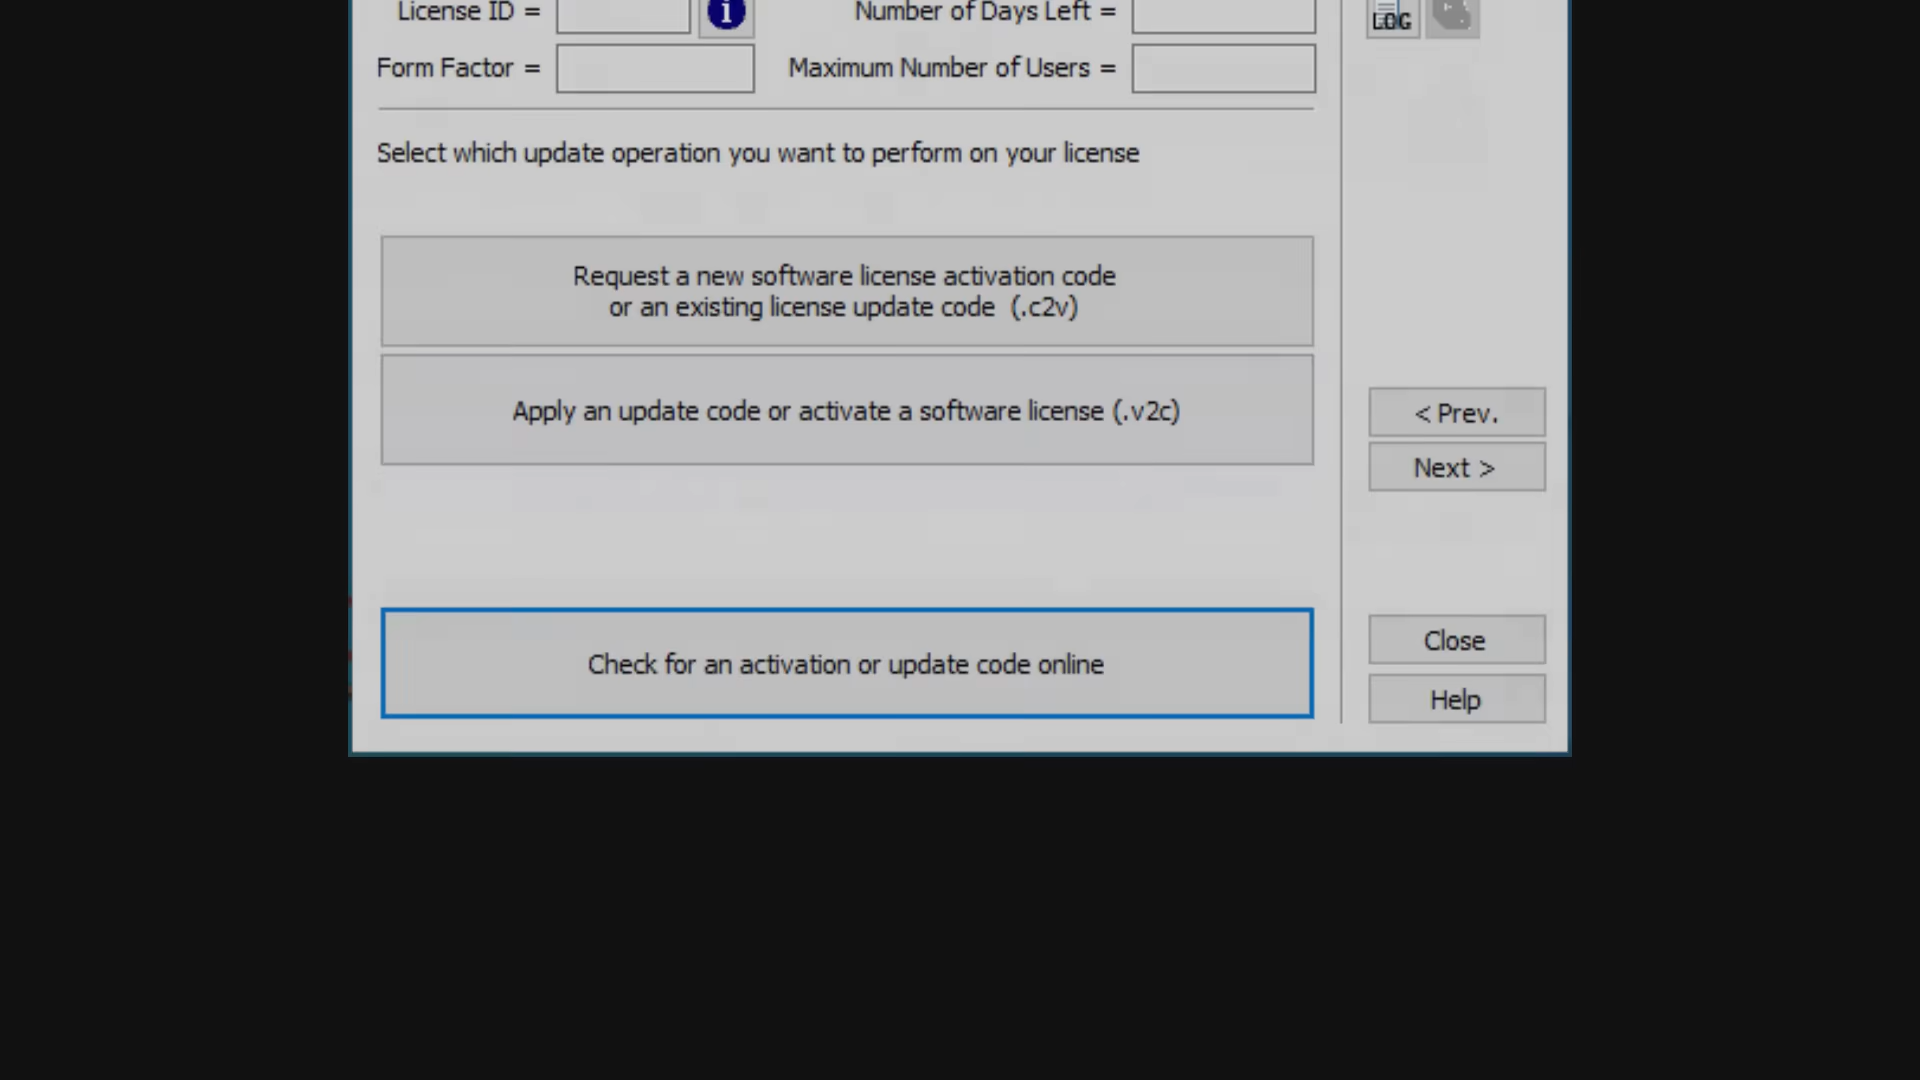 License ID =
i
Number of Days Left =
LOG
Form Factor =
Maximum Number of Users =
Select which update operation you want to perform on your license
Request a new software license activation code
or an existing license update code (.c2v)
Apply an update code or activate a software license (.v2c)
< Prev.
Next >
Check for an activation or update code online
Close
Help